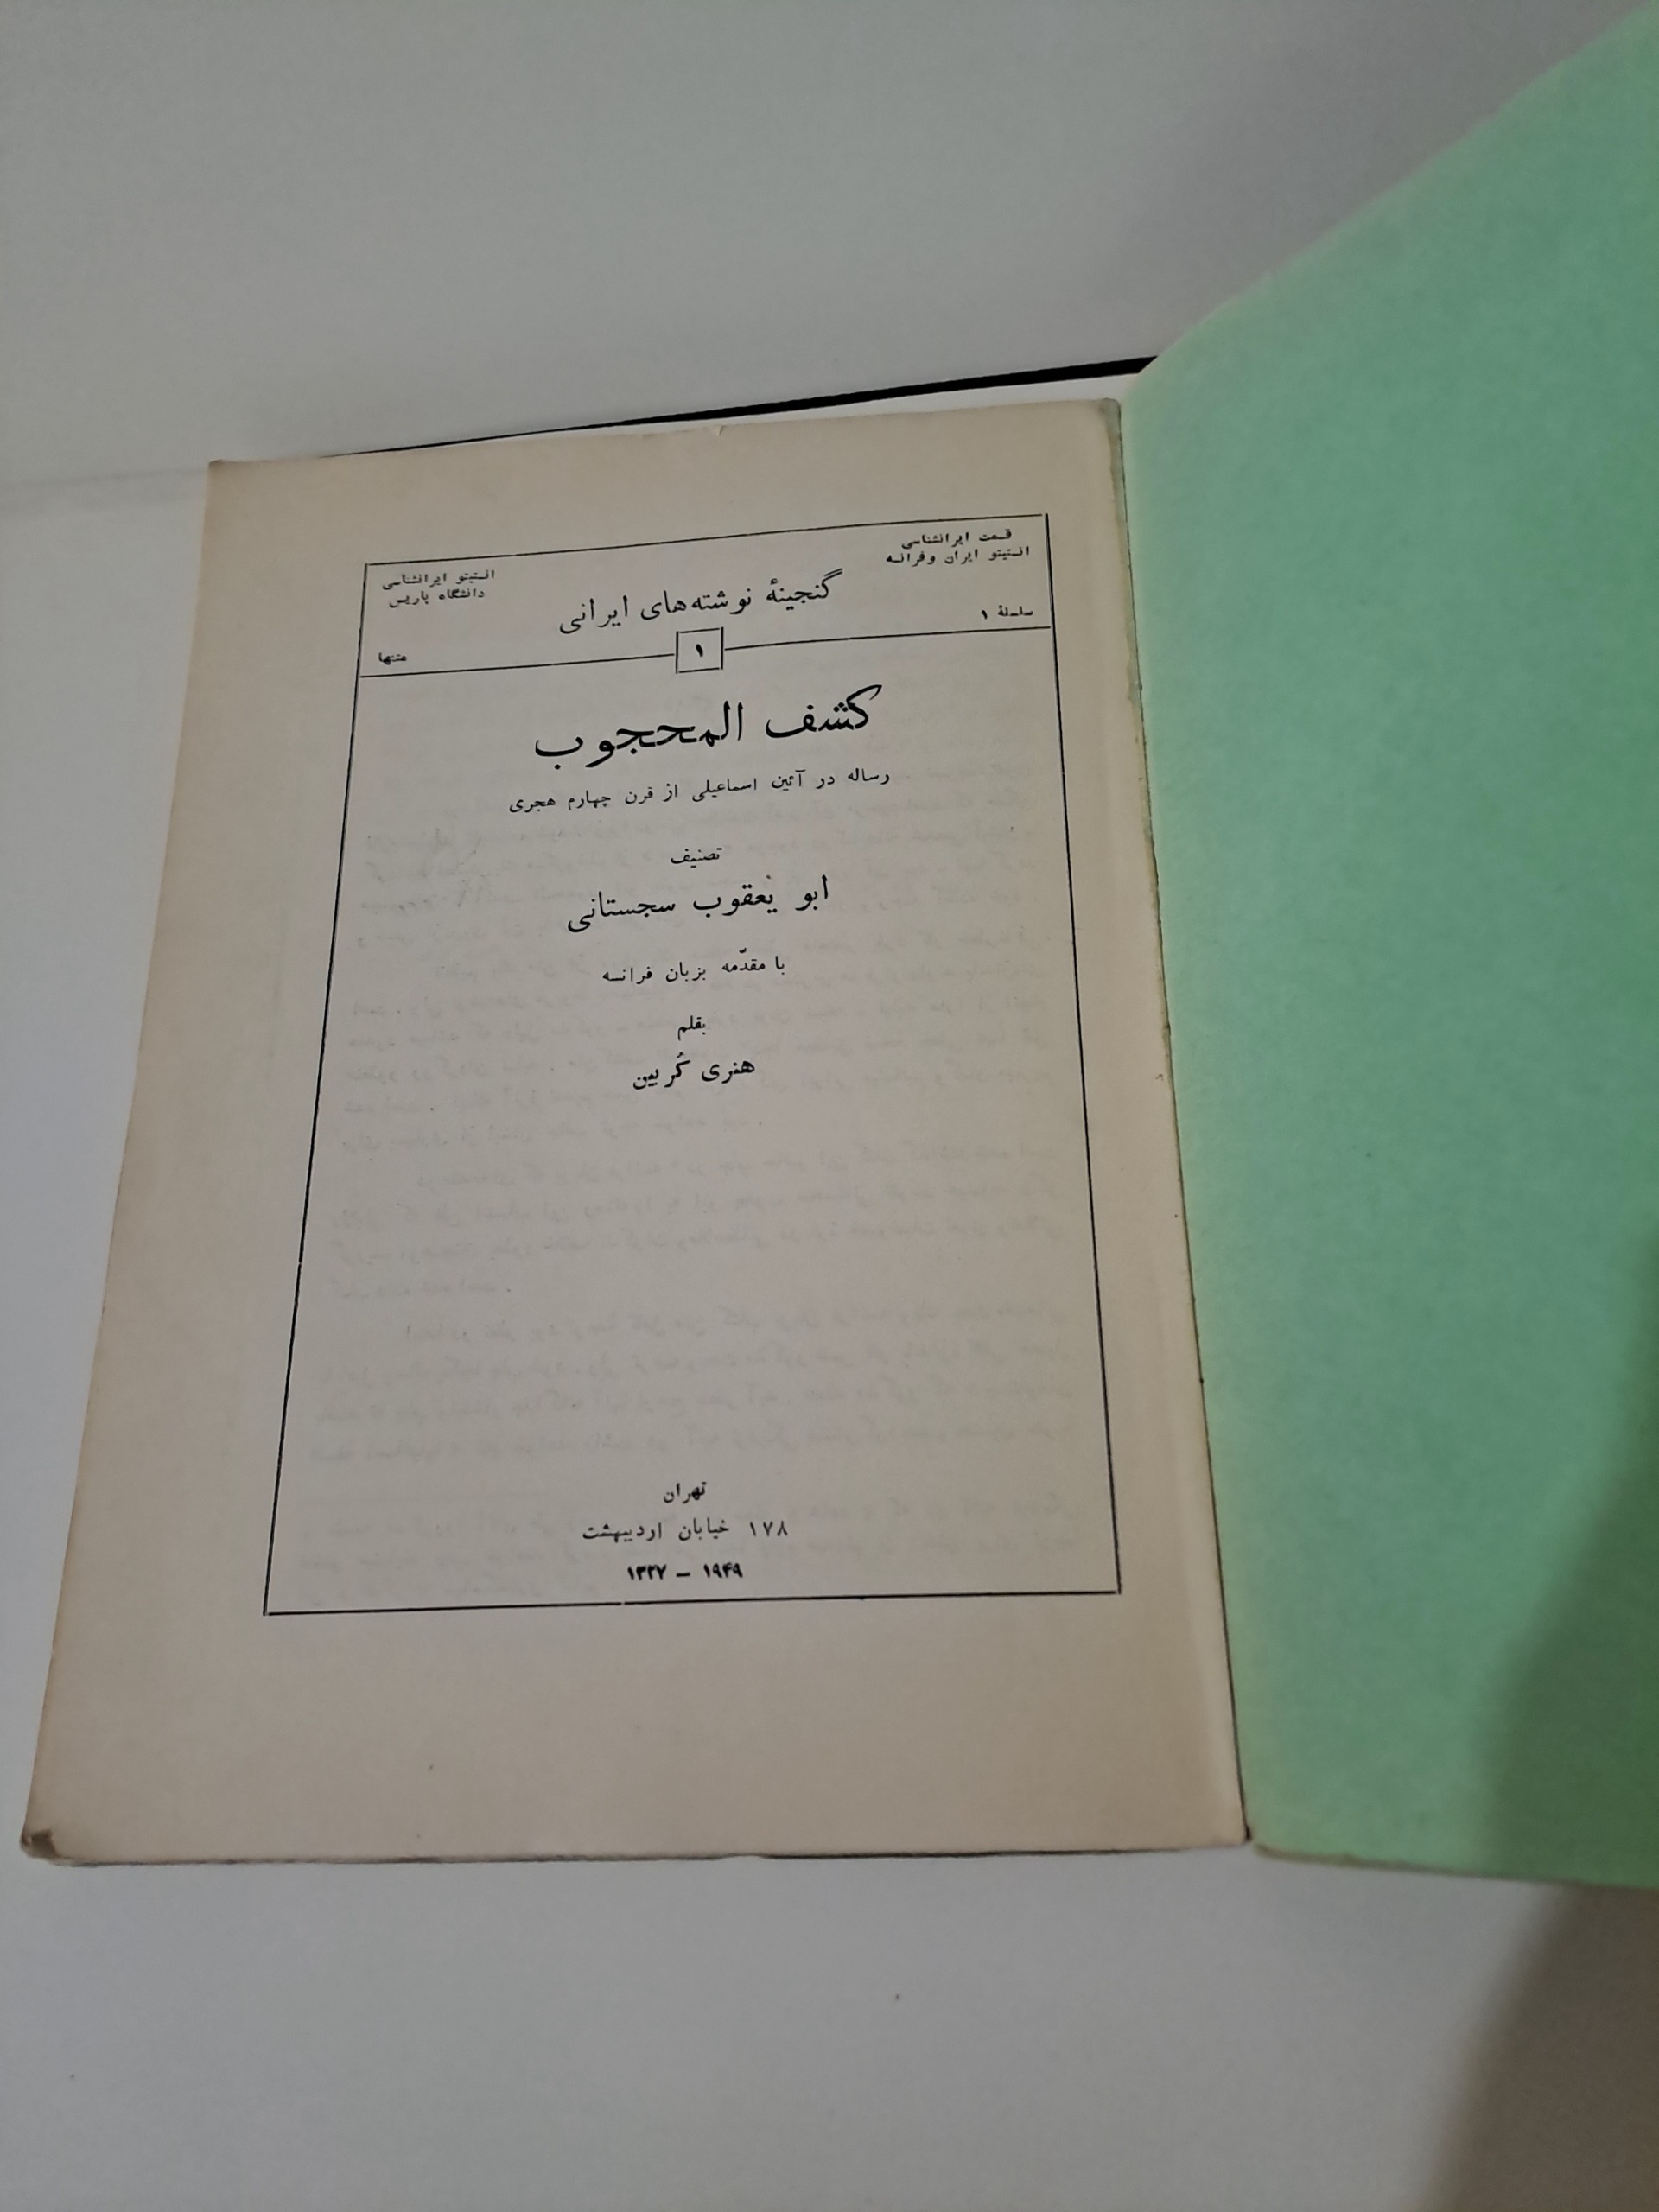 قسمت ایرانشناسی
انستیتو ایران و فرانسه
سلسلهٔ ۱
گنجینهٔ نوشته‌های ایرانی
انستیتو ایرانشناسی
دانشگاه پاریس
متنها
۱
کشف المحجوب
رساله در آئین اسماعیلی از قرن چهارم هجری
تصنیف
ابو یعقوب سجستانی
با مقدّمه بزبان فرانسه
بقلم
هنری کُربین
تهران
۱۷۸ خیابان اردیبهشت
۱۹۴۹ – ۱۳۲۷